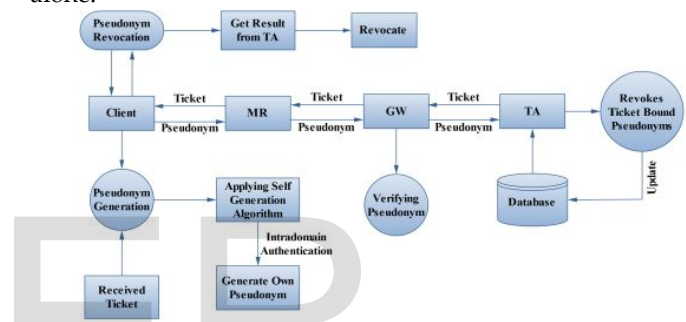 alone.
Pseudonym
Revocation
Get Result
from TA
Revocate
Client
Ticket
Pseudonym
MR
Ticket
Pseudonym
GW
Ticket
Pseudonym
TA
Revokes
Ticket Bound
Pseudonyms
Update
Database
Verifying
Pseudonym
Pseudonym
Generation
Applying Self
Generation
Algorithm
Intradomain
Authentication
Generate Own
Pseudonym
Received
Ticket